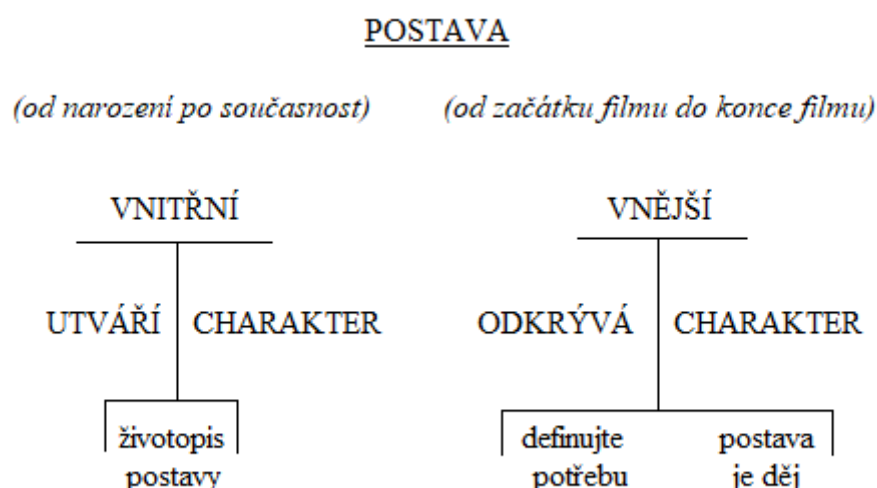 POSTAVA
(od narození po současnost)
(od začátku filmu do konce filmu)
VNITŘNÍ
VNĚJŠÍ
UTVÁŘÍ CHARAKTER
ODKRÝVÁ CHARAKTER
životopis
postavy
definujte
potřebu
postava
je děj